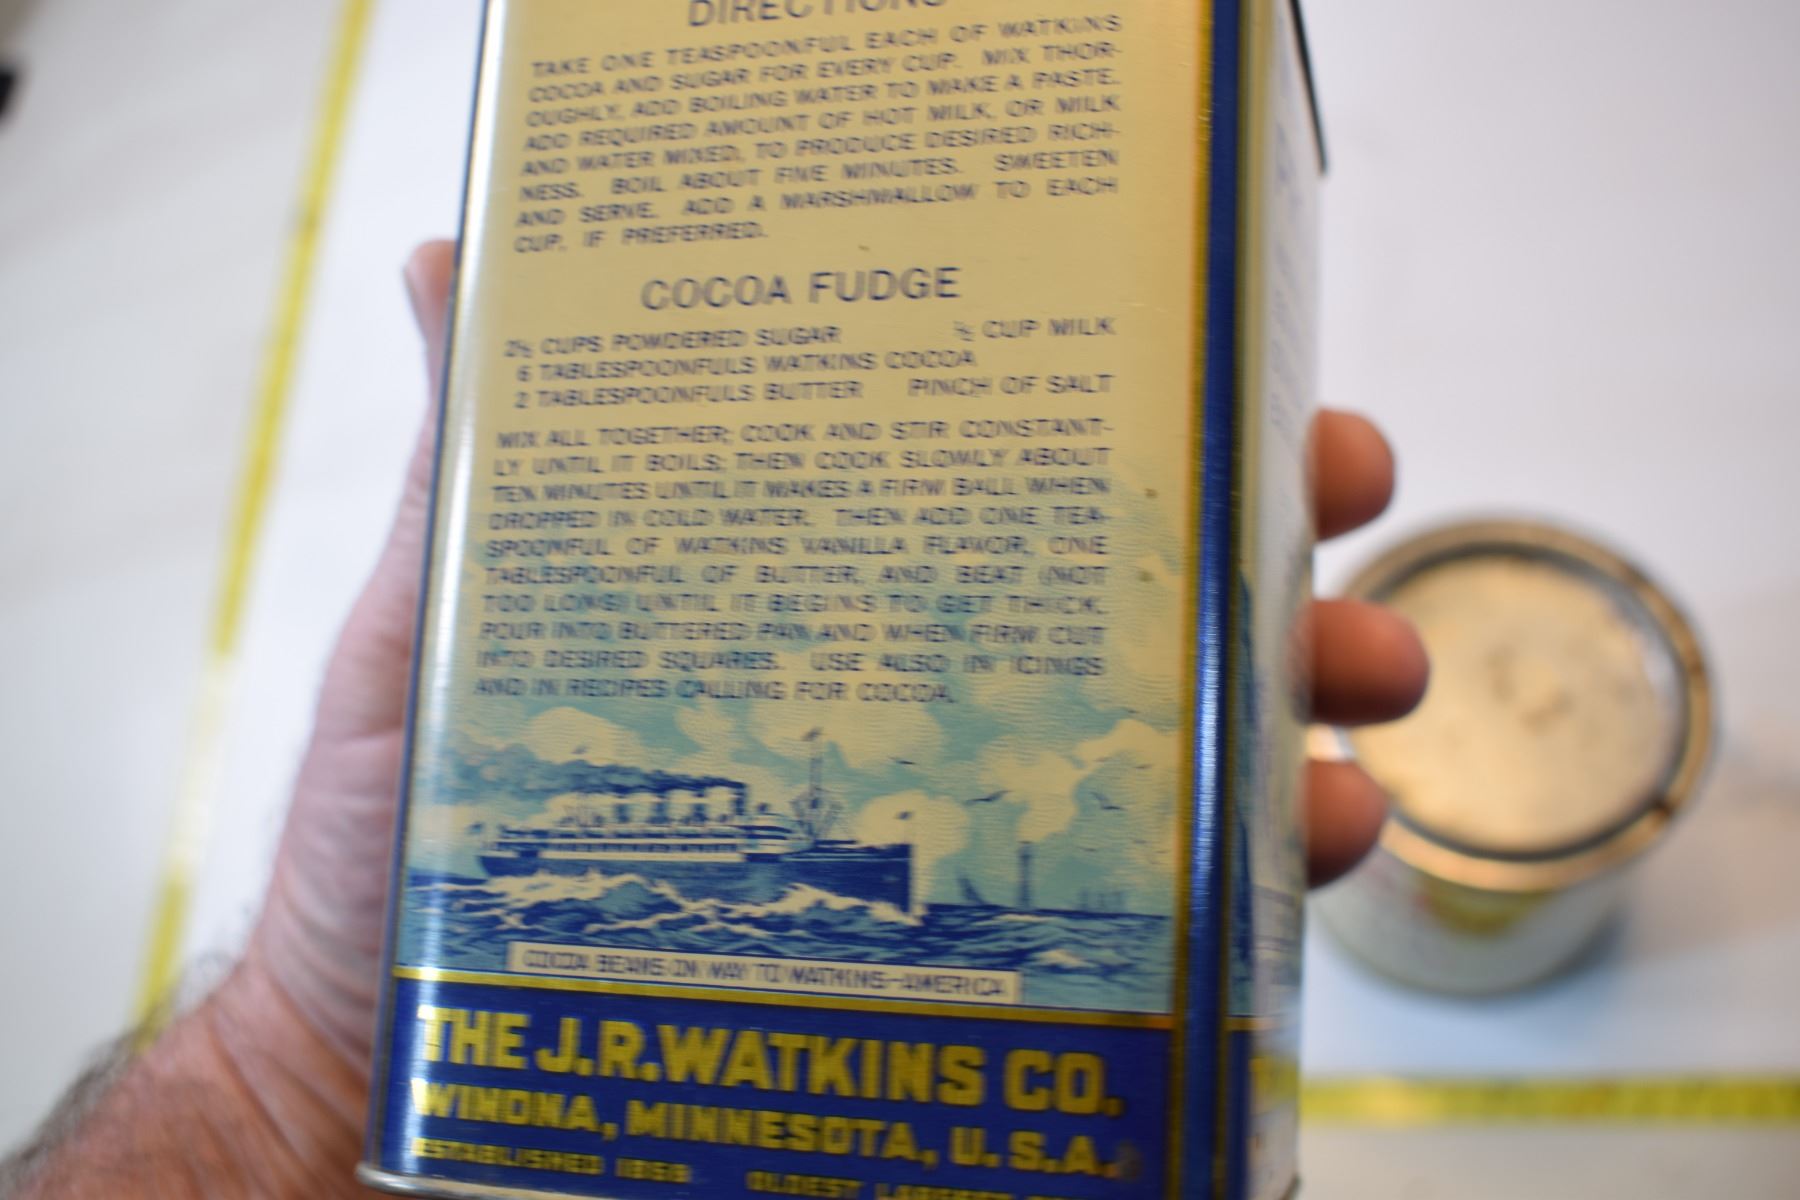 DIRECTIONS
TAKE ONE TEASPOONFUL EACH OF WATKINS
COCOA AND SUGAR FOR EVERY CUP. MIX THOR-
OUGHLY, ADD BOILING WATER TO MAKE A PASTE.
ADD REQUIRED AMOUNT OF HOT MILK, OR MILK
AND WATER MIXED, TO PRODUCE DESIRED RICH-
NESS. BOIL ABOUT FIVE MINUTES. SWEETEN
AND SERVE. ADD A MARSHMALLOW TO EACH
CUP, IF PREFERRED.
COCOA FUDGE
2½ CUPS POWDERED SUGAR ½ CUP MILK
6 TABLESPOONFULS WATKINS COCOA
2 TABLESPOONFULS BUTTER PINCH OF SALT
MIX ALL TOGETHER; COOK AND STIR CONSTANT-
LY UNTIL IT BOILS; THEN COOK SLOWLY ABOUT
TEN MINUTES UNTIL IT MAKES A FIRM BALL WHEN
DROPPED IN COLD WATER. THEN ADD ONE TEA-
SPOONFUL OF WATKINS VANILLA FLAVOR, ONE
TABLESPOONFUL OF BUTTER, AND BEAT (NOT
TOO LONG) UNTIL IT BEGINS TO GET THICK.
POUR INTO BUTTERED PAN AND WHEN FIRM CUT
INTO DESIRED SQUARES. USE ALSO IN ICINGS
AND IN RECIPES CALLING FOR COCOA.
COCOA BEANS ON WAY TO WATKINS-AMERICA
THE J.R. WATKINS CO.
WINONA, MINNESOTA, U.S.A.
ESTABLISHED 1868 OLDEST LARGEST